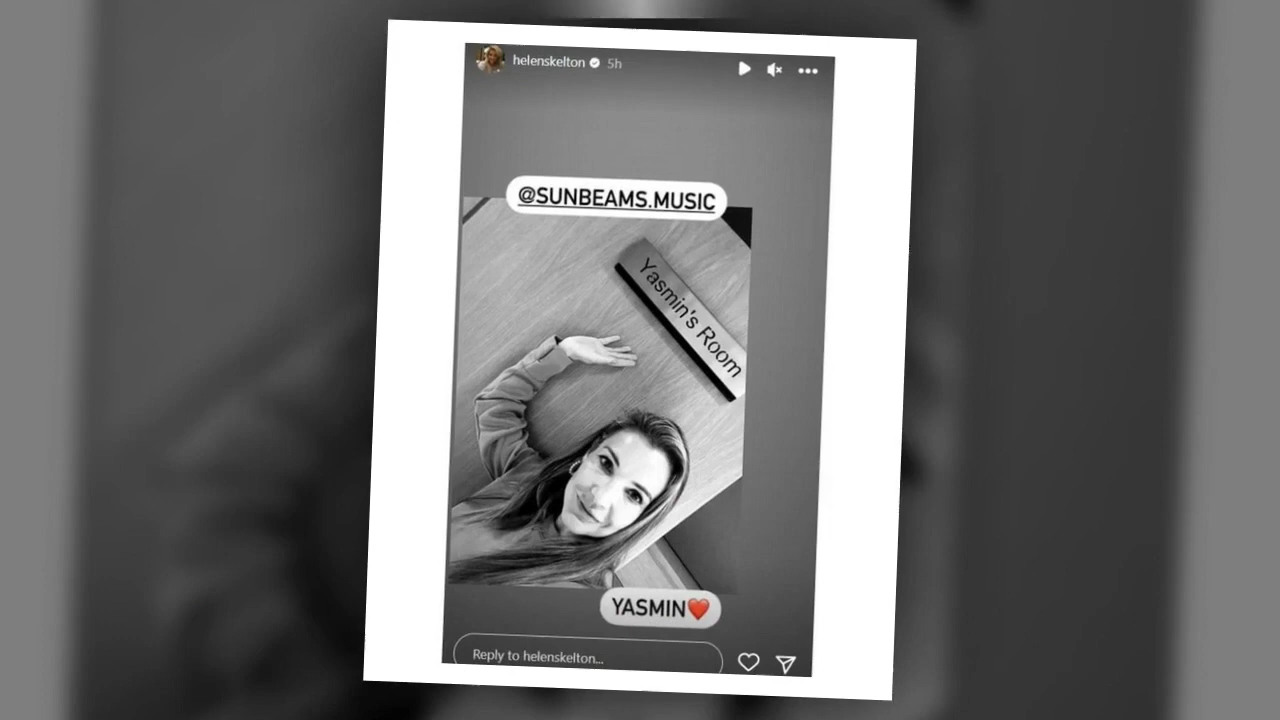 helenskelton 5h
@SUNBEAMS.MUSIC
Yasmin's Room
YASMIN❤️
Reply to helenskelton...